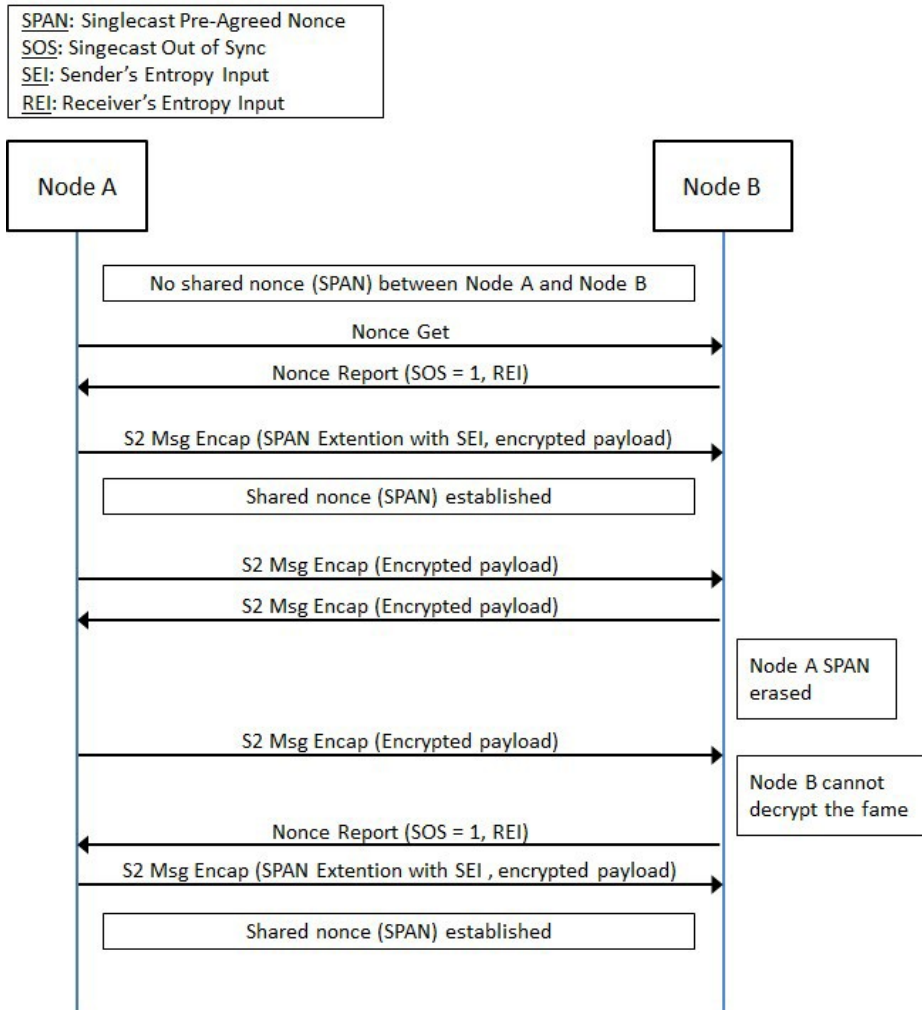 SPAN: Singlecast Pre-Agreed Nonce
SOS: Singecast Out of Sync
SEI: Sender's Entropy Input
REI: Receiver's Entropy Input
Node A
Node B
No shared nonce (SPAN) between Node A and Node B
Nonce Get
Nonce Report (SOS = 1, REI)
S2 Msg Encap (SPAN Extention with SEI, encrypted payload)
Shared nonce (SPAN) established
S2 Msg Encap (Encrypted payload)
S2 Msg Encap (Encrypted payload)
Node A SPAN
erased
S2 Msg Encap (Encrypted payload)
Node B cannot
decrypt the fame
Nonce Report (SOS = 1, REI)
S2 Msg Encap (SPAN Extention with SEI , encrypted payload)
Shared nonce (SPAN) established